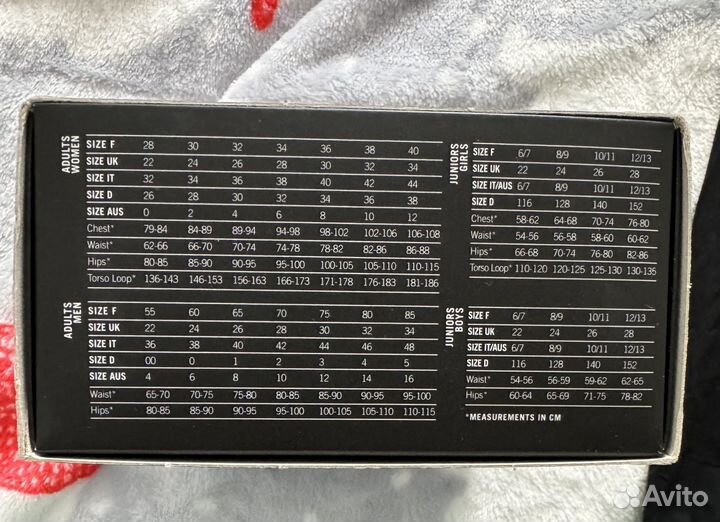 ADULTS
WOMEN
SIZE F 28 30 32 34 36 38 40
SIZE UK 22 24 26 28 30 32 34
SIZE IT 32 34 36 38 40 42 44
SIZE D 26 28 30 32 34 36 38
SIZE AUS 0 2 4 6 8 10 12
Chest* 79-84 84-89 89-94 94-98 98-102 102-106 106-108
Waist* 62-66 66-70 70-74 74-78 78-82 82-86 86-88
Hips* 80-85 85-90 90-95 95-100 100-105 105-110 110-115
Torso Loop* 136-143 146-153 156-163 166-173 171-178 176-183 181-186
ADULTS
MEN
SIZE F 55 60 65 70 75 80 85
SIZE UK 22 24 26 28 30 32 34
SIZE IT 36 38 40 42 44 46 48
SIZE D 00 0 1 2 3 4 5
SIZE AUS 4 6 8 10 12 14 16
Waist* 65-70 70-75 75-80 80-85 85-90 90-95 95-100
Hips* 80-85 85-90 90-95 95-100 100-105 105-110 110-115
JUNIORS
GIRLS
SIZE F 6/7 8/9 10/11 12/13
SIZE UK 22 24 26 28
SIZE IT/AUS 6/7 8/9 10/11 12/13
SIZE D 116 128 140 152
Chest* 58-62 64-68 70-74 76-80
Waist* 54-56 56-58 58-60 60-62
Hips* 66-68 70-74 76-80 82-86
Torso Loop* 110-120 120-125 125-130 130-135
JUNIORS
BOYS
SIZE F 6/7 8/9 10/11 12/13
SIZE UK 22 24 26 28
SIZE IT/AUS 6/7 8/9 10/11 12/13
SIZE D 116 128 140 152
Waist* 54-56 56-59 59-62 62-65
Hips* 60-64 65-69 71-75 78-82
*MEASUREMENTS IN CM
Avito